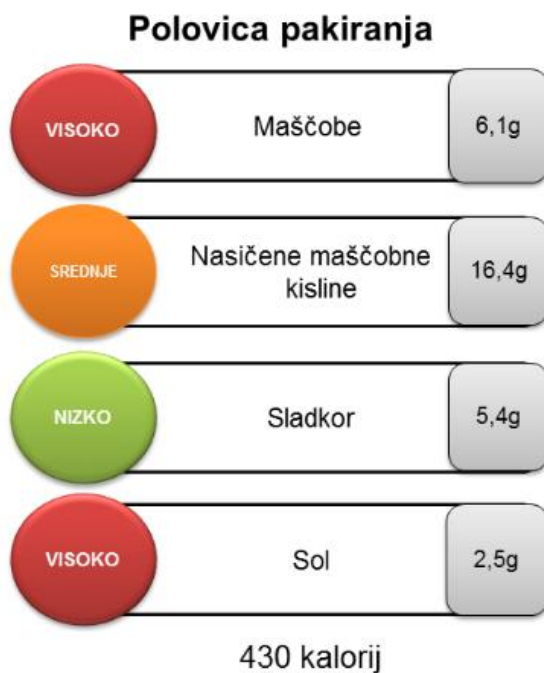 Polovica pakiranja
VISOKO Maščobe 6,1g
SREDNJE Nasičene maščobne
kisline 16,4g
NIZKO Sladkor 5,4g
VISOKO Sol 2,5g
430 kalorij